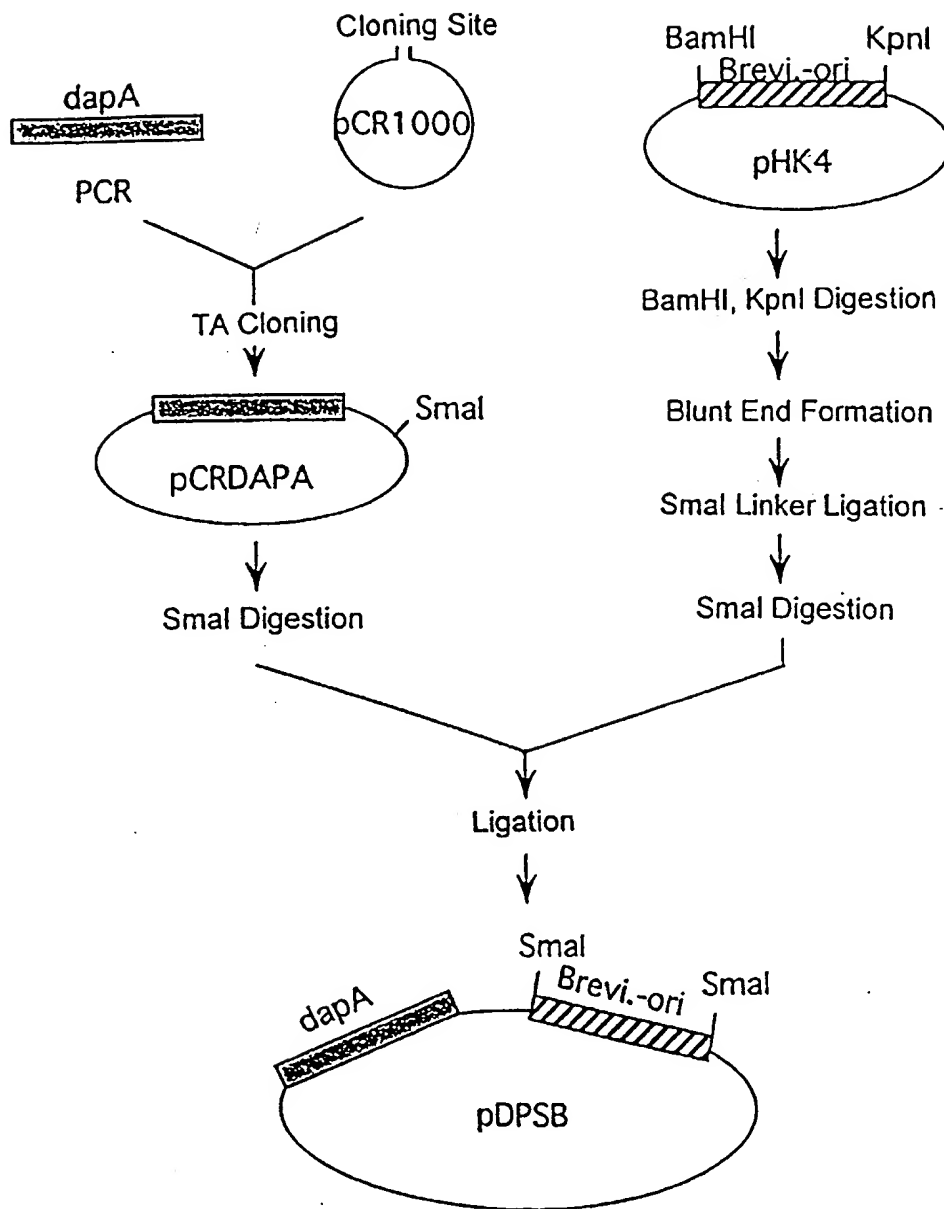 Cloning Site
dapA
pCR1000
PCR
TA Cloning
SmaI
pCRDAPA
SmaI Digestion
BamHI
KpnI
Brevi.-ori
pHK4
BamHI, KpnI Digestion
Blunt End Formation
SmaI Linker Ligation
SmaI Digestion
Ligation
SmaI
Brevi.-ori
SmaI
dapA
pDPSB